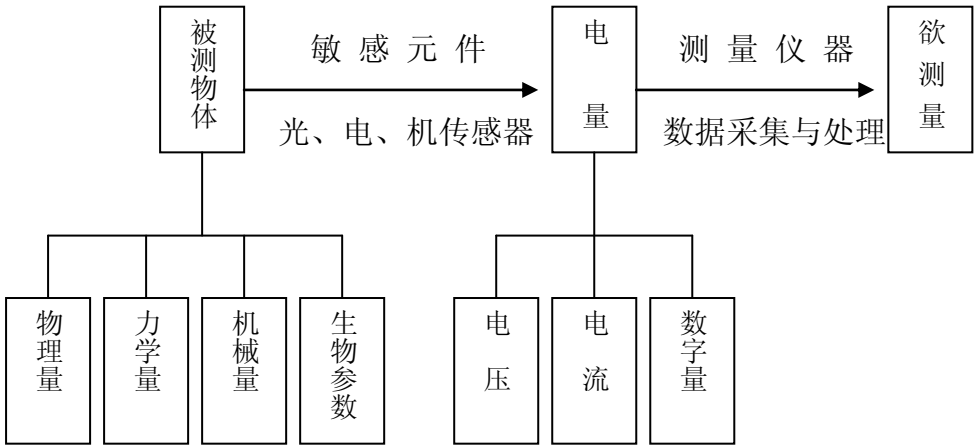 被测物体
敏感元件
光、电、机传感器
电量
测量仪器
数据采集与处理
欲测量
物理量
力学量
机械量
生物参数
电压
电流
数字量